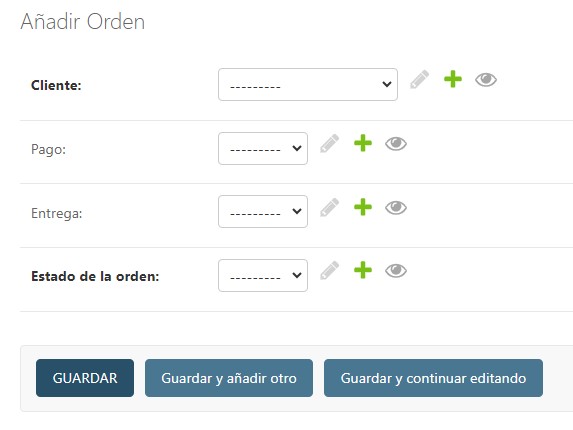 Añadir Orden
Cliente: ---------
Pago: ---------
Entrega: ---------
Estado de la orden: ---------
GUARDAR Guardar y añadir otro Guardar y continuar editando